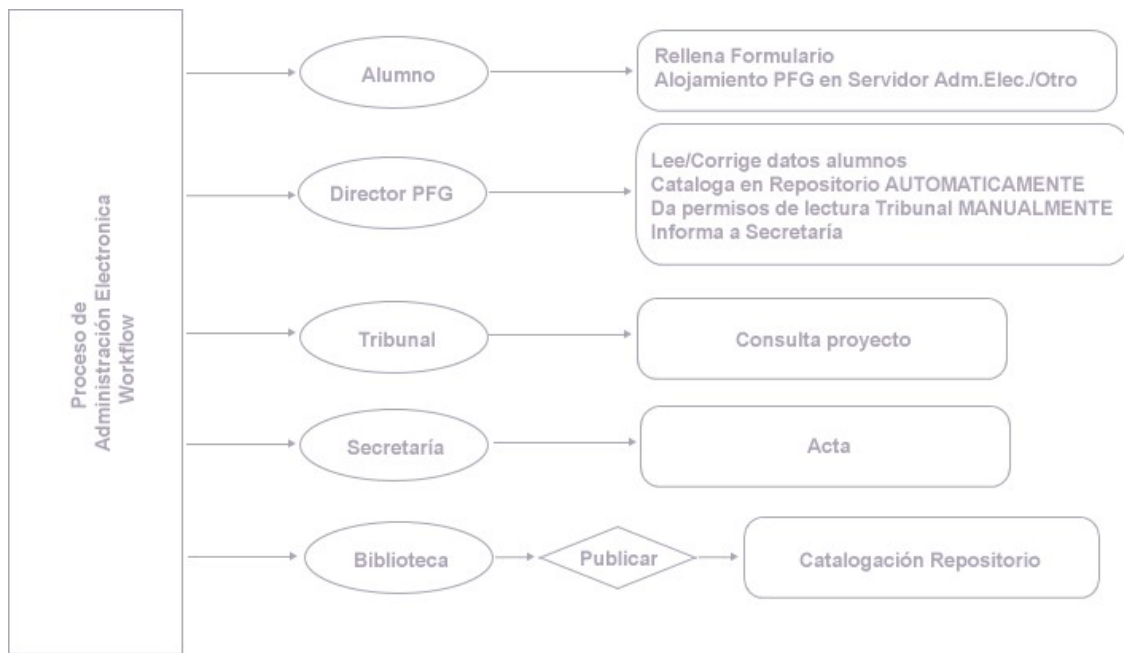 Proceso de
Administración Electronica
Workflow
Alumno
Rellena Formulario
Alojamiento PFG en Servidor Adm.Elec./Otro
Director PFG
Lee/Corrige datos alumnos
Cataloga en Repositorio AUTOMATICAMENTE
Da permisos de lectura Tribunal MANUALMENTE
Informa a Secretaría
Tribunal
Consulta proyecto
Secretaría
Acta
Biblioteca
Publicar
Catalogación Repositorio